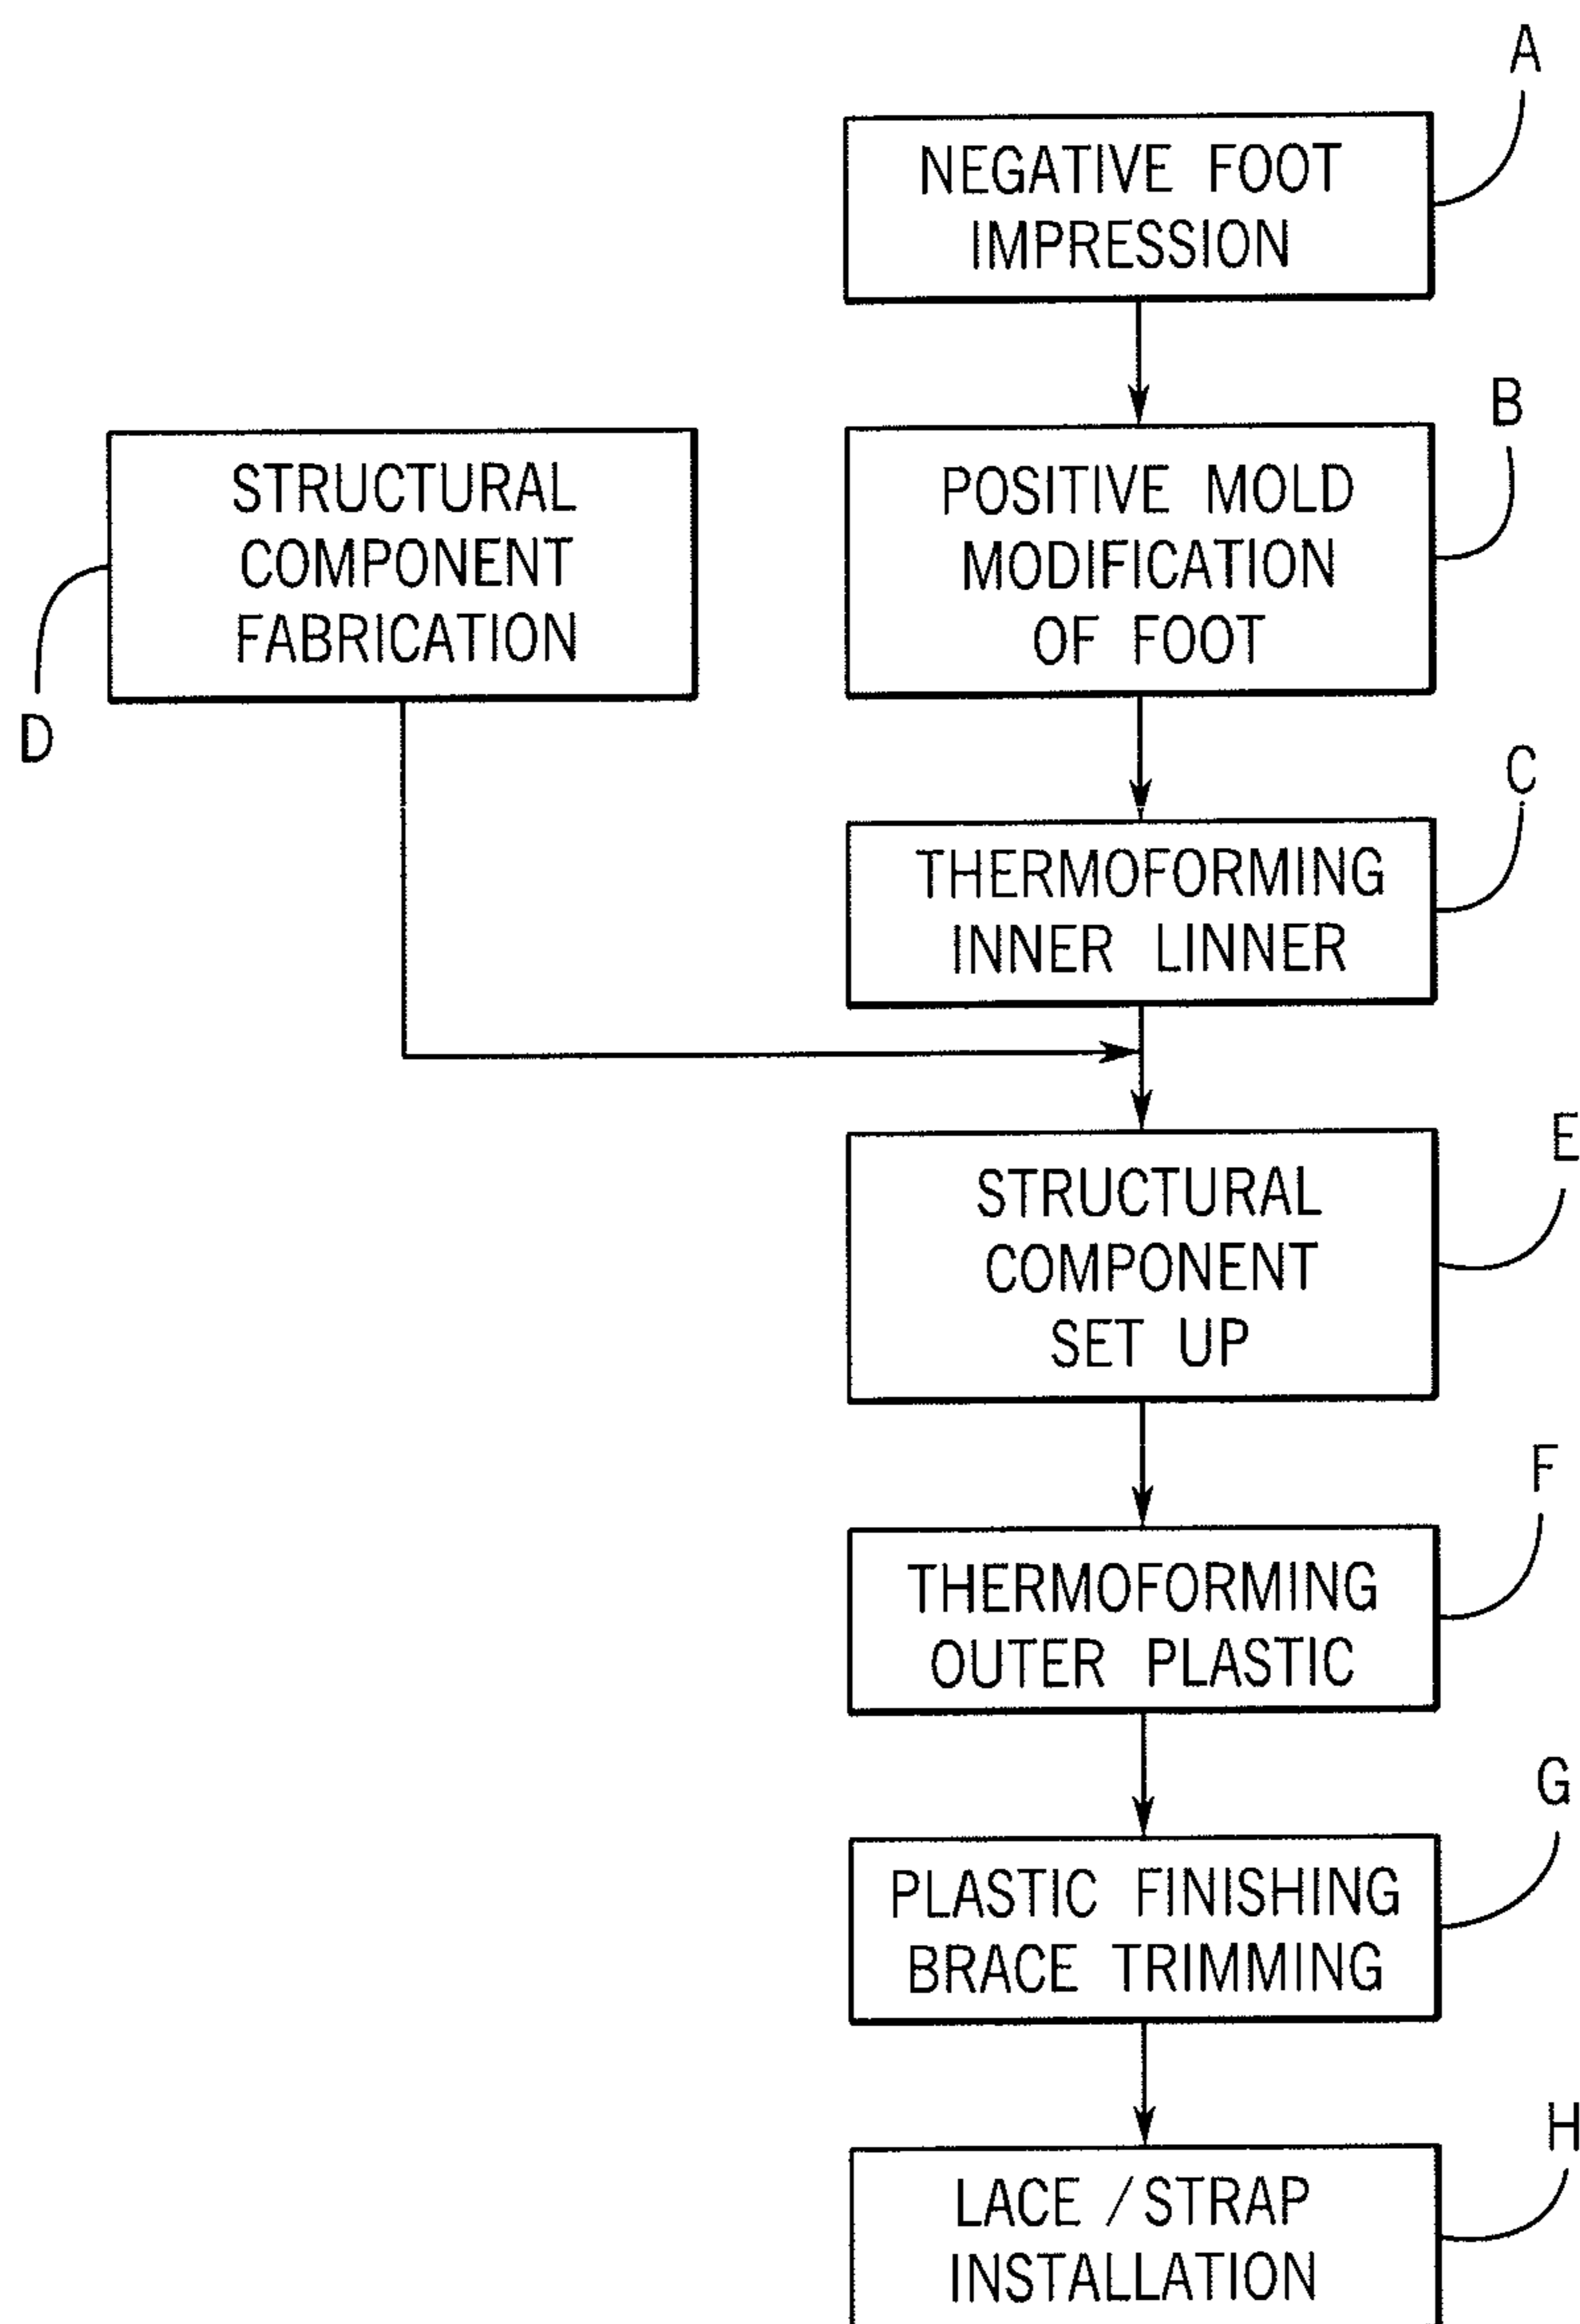 A
NEGATIVE FOOT
IMPRESSION
B
POSITIVE MOLD
MODIFICATION
OF FOOT
STRUCTURAL
COMPONENT
FABRICATION
D
C
THERMOFORMING
INNER LINNER
E
STRUCTURAL
COMPONENT
SET UP
F
THERMOFORMING
OUTER PLASTIC
G
PLASTIC FINISHING
BRACE TRIMMING
H
LACE / STRAP
INSTALLATION